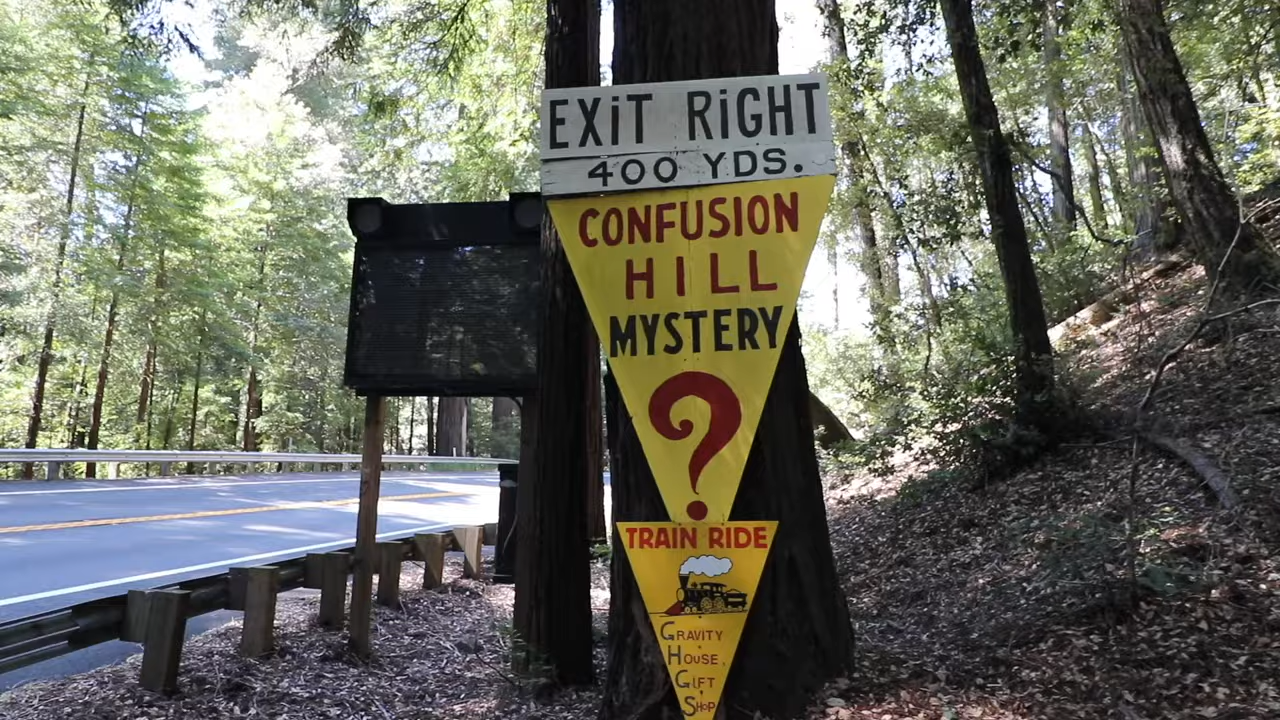 EXiT RiGHT
400 YDS.
CONFUSION
HILL
MYSTERY
?
TRAIN RIDE
GRAVITY
HOUSE
GIFT
SHOP